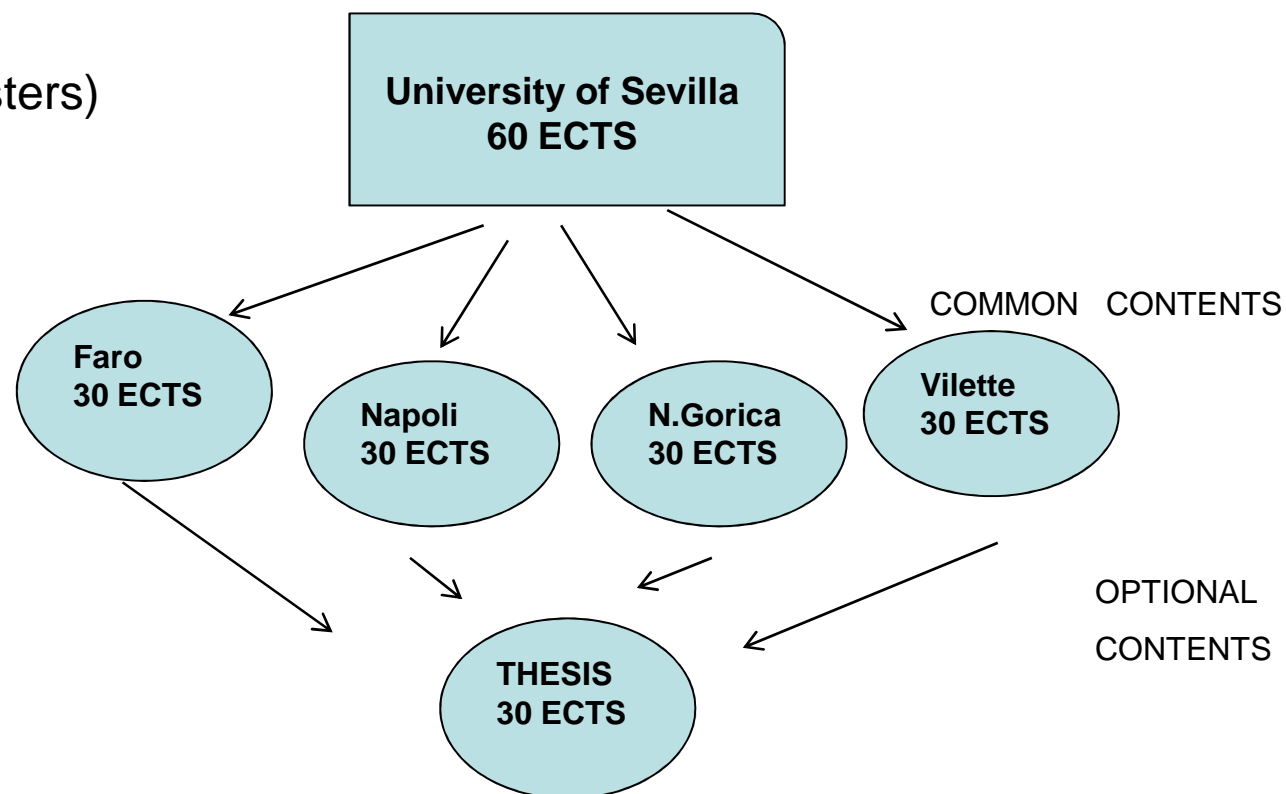 University of Sevilla
sters)
60 ECTS
COMMON CONTENTS
Faro
30 ECTS
Napoli
30 ECTS
N.Gorica
30 ECTS
Vilette
30 ECTS
OPTIONAL
CONTENTS
THESIS
30 ECTS